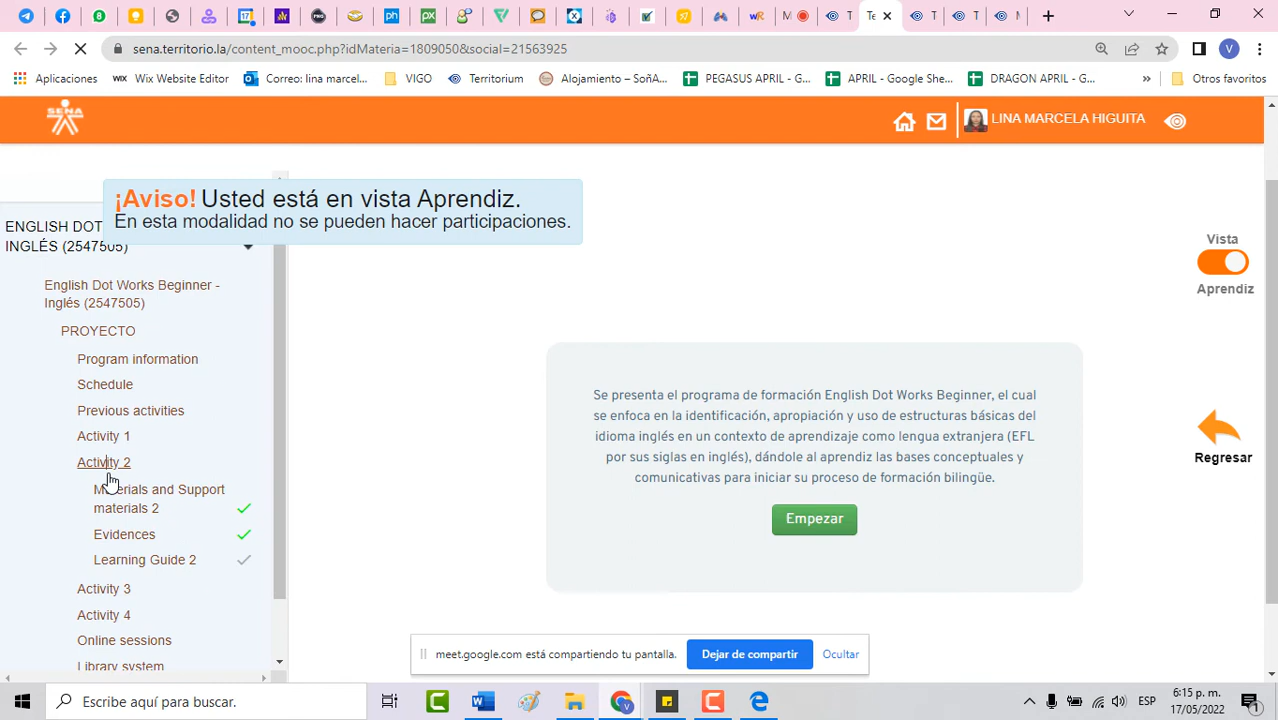 M
T
Te
T
T
M
sena.territorio.la/content_mooc.php?idMateria=1809050&social=21563925
V
Aplicaciones
WiX Wix Website Editor
Correo: lina marcel...
VIGO
Territorium
Alojamiento – SoñA...
PEGASUS APRIL - G...
APRIL - Google She...
DRAGON APRIL - G...
»
Otros favoritos
SENA
LINA MARCELA HIGUITA
¡Aviso! Usted está en vista Aprendiz.
En esta modalidad no se pueden hacer participaciones.
ENGLISH DOT
INGLÉS (2547505)
English Dot Works Beginner -
Inglés (2547505)
PROYECTO
Program information
Schedule
Previous activities
Activity 1
Activity 2
Materials and Support
materials 2
Evidences
Learning Guide 2
Activity 3
Activity 4
Online sessions
Library system
Vista
Aprendiz
Se presenta el programa de formación English Dot Works Beginner, el cual
se enfoca en la identificación, apropiación y uso de estructuras básicas del
idioma inglés en un contexto de aprendizaje como lengua extranjera (EFL
por sus siglas en inglés), dándole al aprendiz las bases conceptuales y
comunicativas para iniciar su proceso de formación bilingüe.
Empezar
Regresar
meet.google.com está compartiendo tu pantalla.
Dejar de compartir
Ocultar
Escribe aquí para buscar.
ESP
6:15 p. m.
17/05/2022